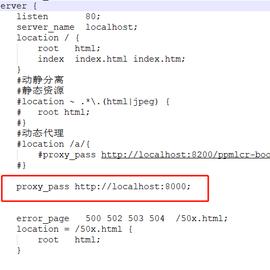 erver {
listen 80;
server_name localhost;
location / {
root html;
index index.html index.htm;
}
#动静分离
#静态资源
#location ~ .*\.(html|jpeg) {
# root html;
#}
#动态代理
#location /a/{
#proxy_pass http://localhost:8200/ppmlcr-boo
#}
proxy_pass http://localhost:8000;
error_page 500 502 503 504 /50x.html;
location = /50x.html {
root html;
}